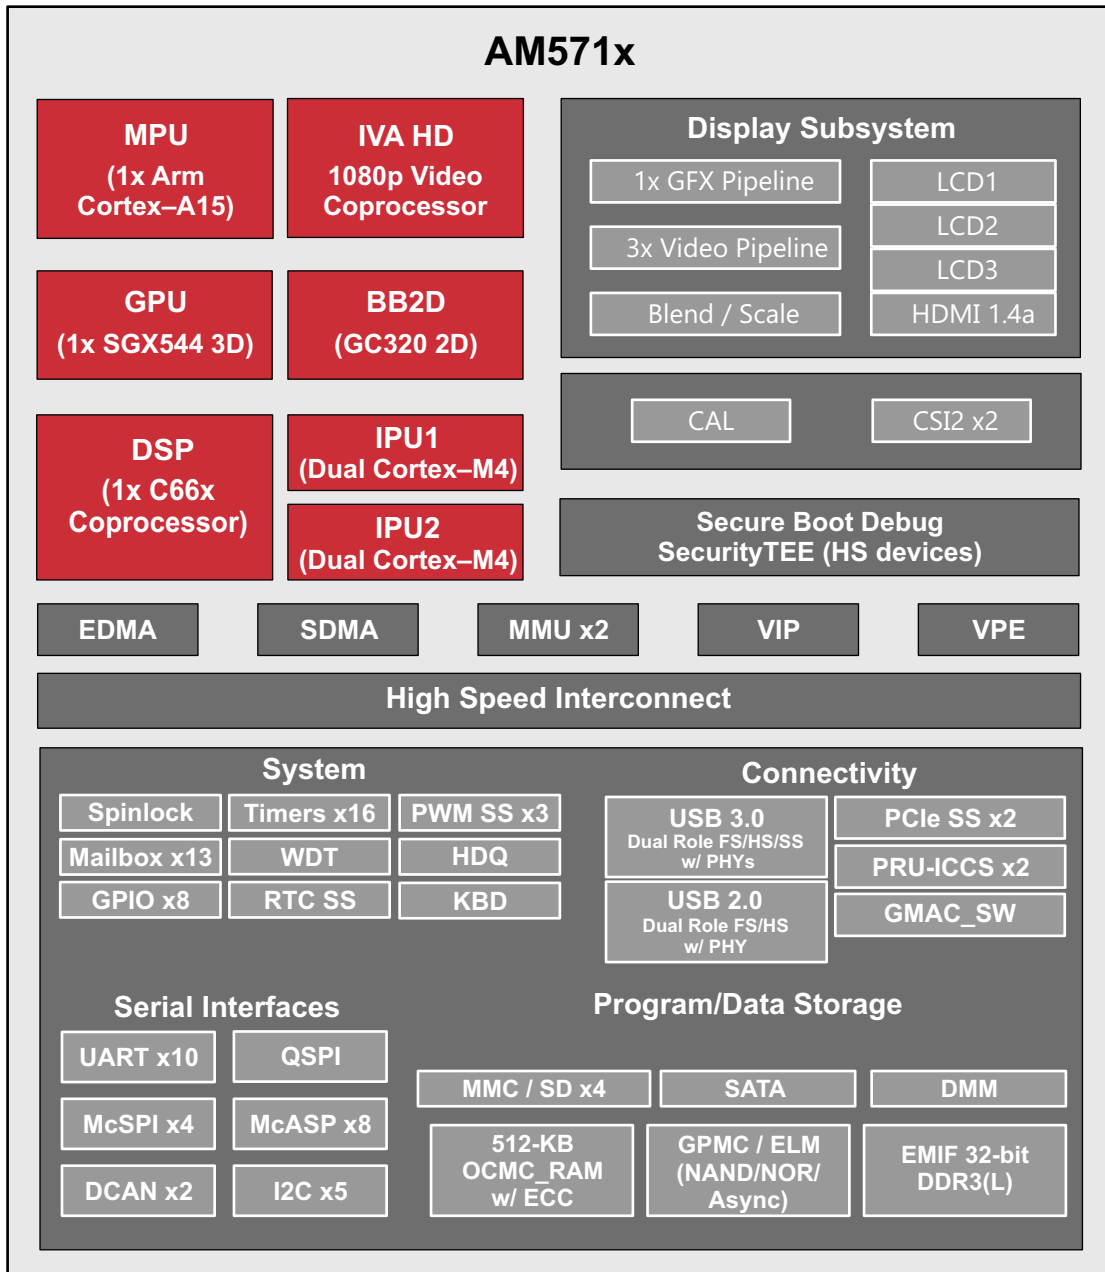 AM571x
MPU
(1x Arm
Cortex–A15)
IVA HD
1080p Video
Coprocessor
GPU
(1x SGX544 3D)
BB2D
(GC320 2D)
DSP
(1x C66x
Coprocessor)
IPU1
(Dual Cortex–M4)
IPU2
(Dual Cortex–M4)
Display Subsystem
1x GFX Pipeline
3x Video Pipeline
Blend / Scale
LCD1
LCD2
LCD3
HDMI 1.4a
CAL
CSI2 x2
Secure Boot Debug
SecurityTEE (HS devices)
EDMA
SDMA
MMU x2
VIP
VPE
High Speed Interconnect
System
Spinlock
Timers x16
PWM SS x3
Mailbox x13
WDT
HDQ
GPIO x8
RTC SS
KBD
Connectivity
USB 3.0
Dual Role FS/HS/SS
w/ PHYs
USB 2.0
Dual Role FS/HS
w/ PHY
PCIe SS x2
PRU-ICCS x2
GMAC_SW
Serial Interfaces
UART x10
QSPI
McSPI x4
McASP x8
DCAN x2
I2C x5
Program/Data Storage
MMC / SD x4
SATA
DMM
512-KB
OCMC_RAM
w/ ECC
GPMC / ELM
(NAND/NOR/
Async)
EMIF 32-bit
DDR3(L)